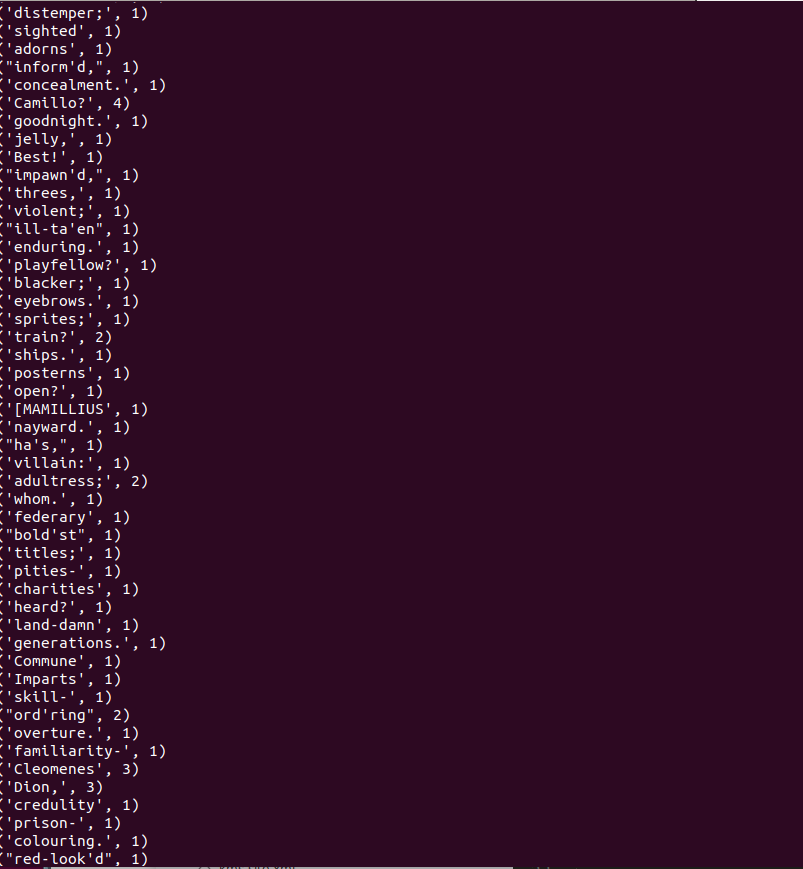 ('distemper;', 1)
('sighted', 1)
('adorns', 1)
("inform'd,", 1)
('concealment.', 1)
('Camillo?', 4)
('goodnight.', 1)
('jelly,', 1)
('Best!', 1)
("impawn'd,", 1)
('threes,', 1)
('violent;', 1)
("ill-ta'en", 1)
('enduring.', 1)
('playfellow?', 1)
('blacker;', 1)
('eyebrows.', 1)
('sprites;', 1)
('train?', 2)
('ships.', 1)
('posterns', 1)
('open?', 1)
('[MAMILLIUS', 1)
('nayward.', 1)
("ha's,", 1)
('villain:', 1)
('adultress;', 2)
('whom.', 1)
('federary', 1)
("bold'st", 1)
('titles;', 1)
('pities-', 1)
('charities', 1)
('heard?', 1)
('land-damn', 1)
('generations.', 1)
('Commune', 1)
('Imparts', 1)
('skill-', 1)
("ord'ring", 2)
('overture.', 1)
('familiarity-', 1)
('Cleomenes', 3)
('Dion,', 3)
('credulity', 1)
('prison-', 1)
('colouring.', 1)
("red-look'd", 1)